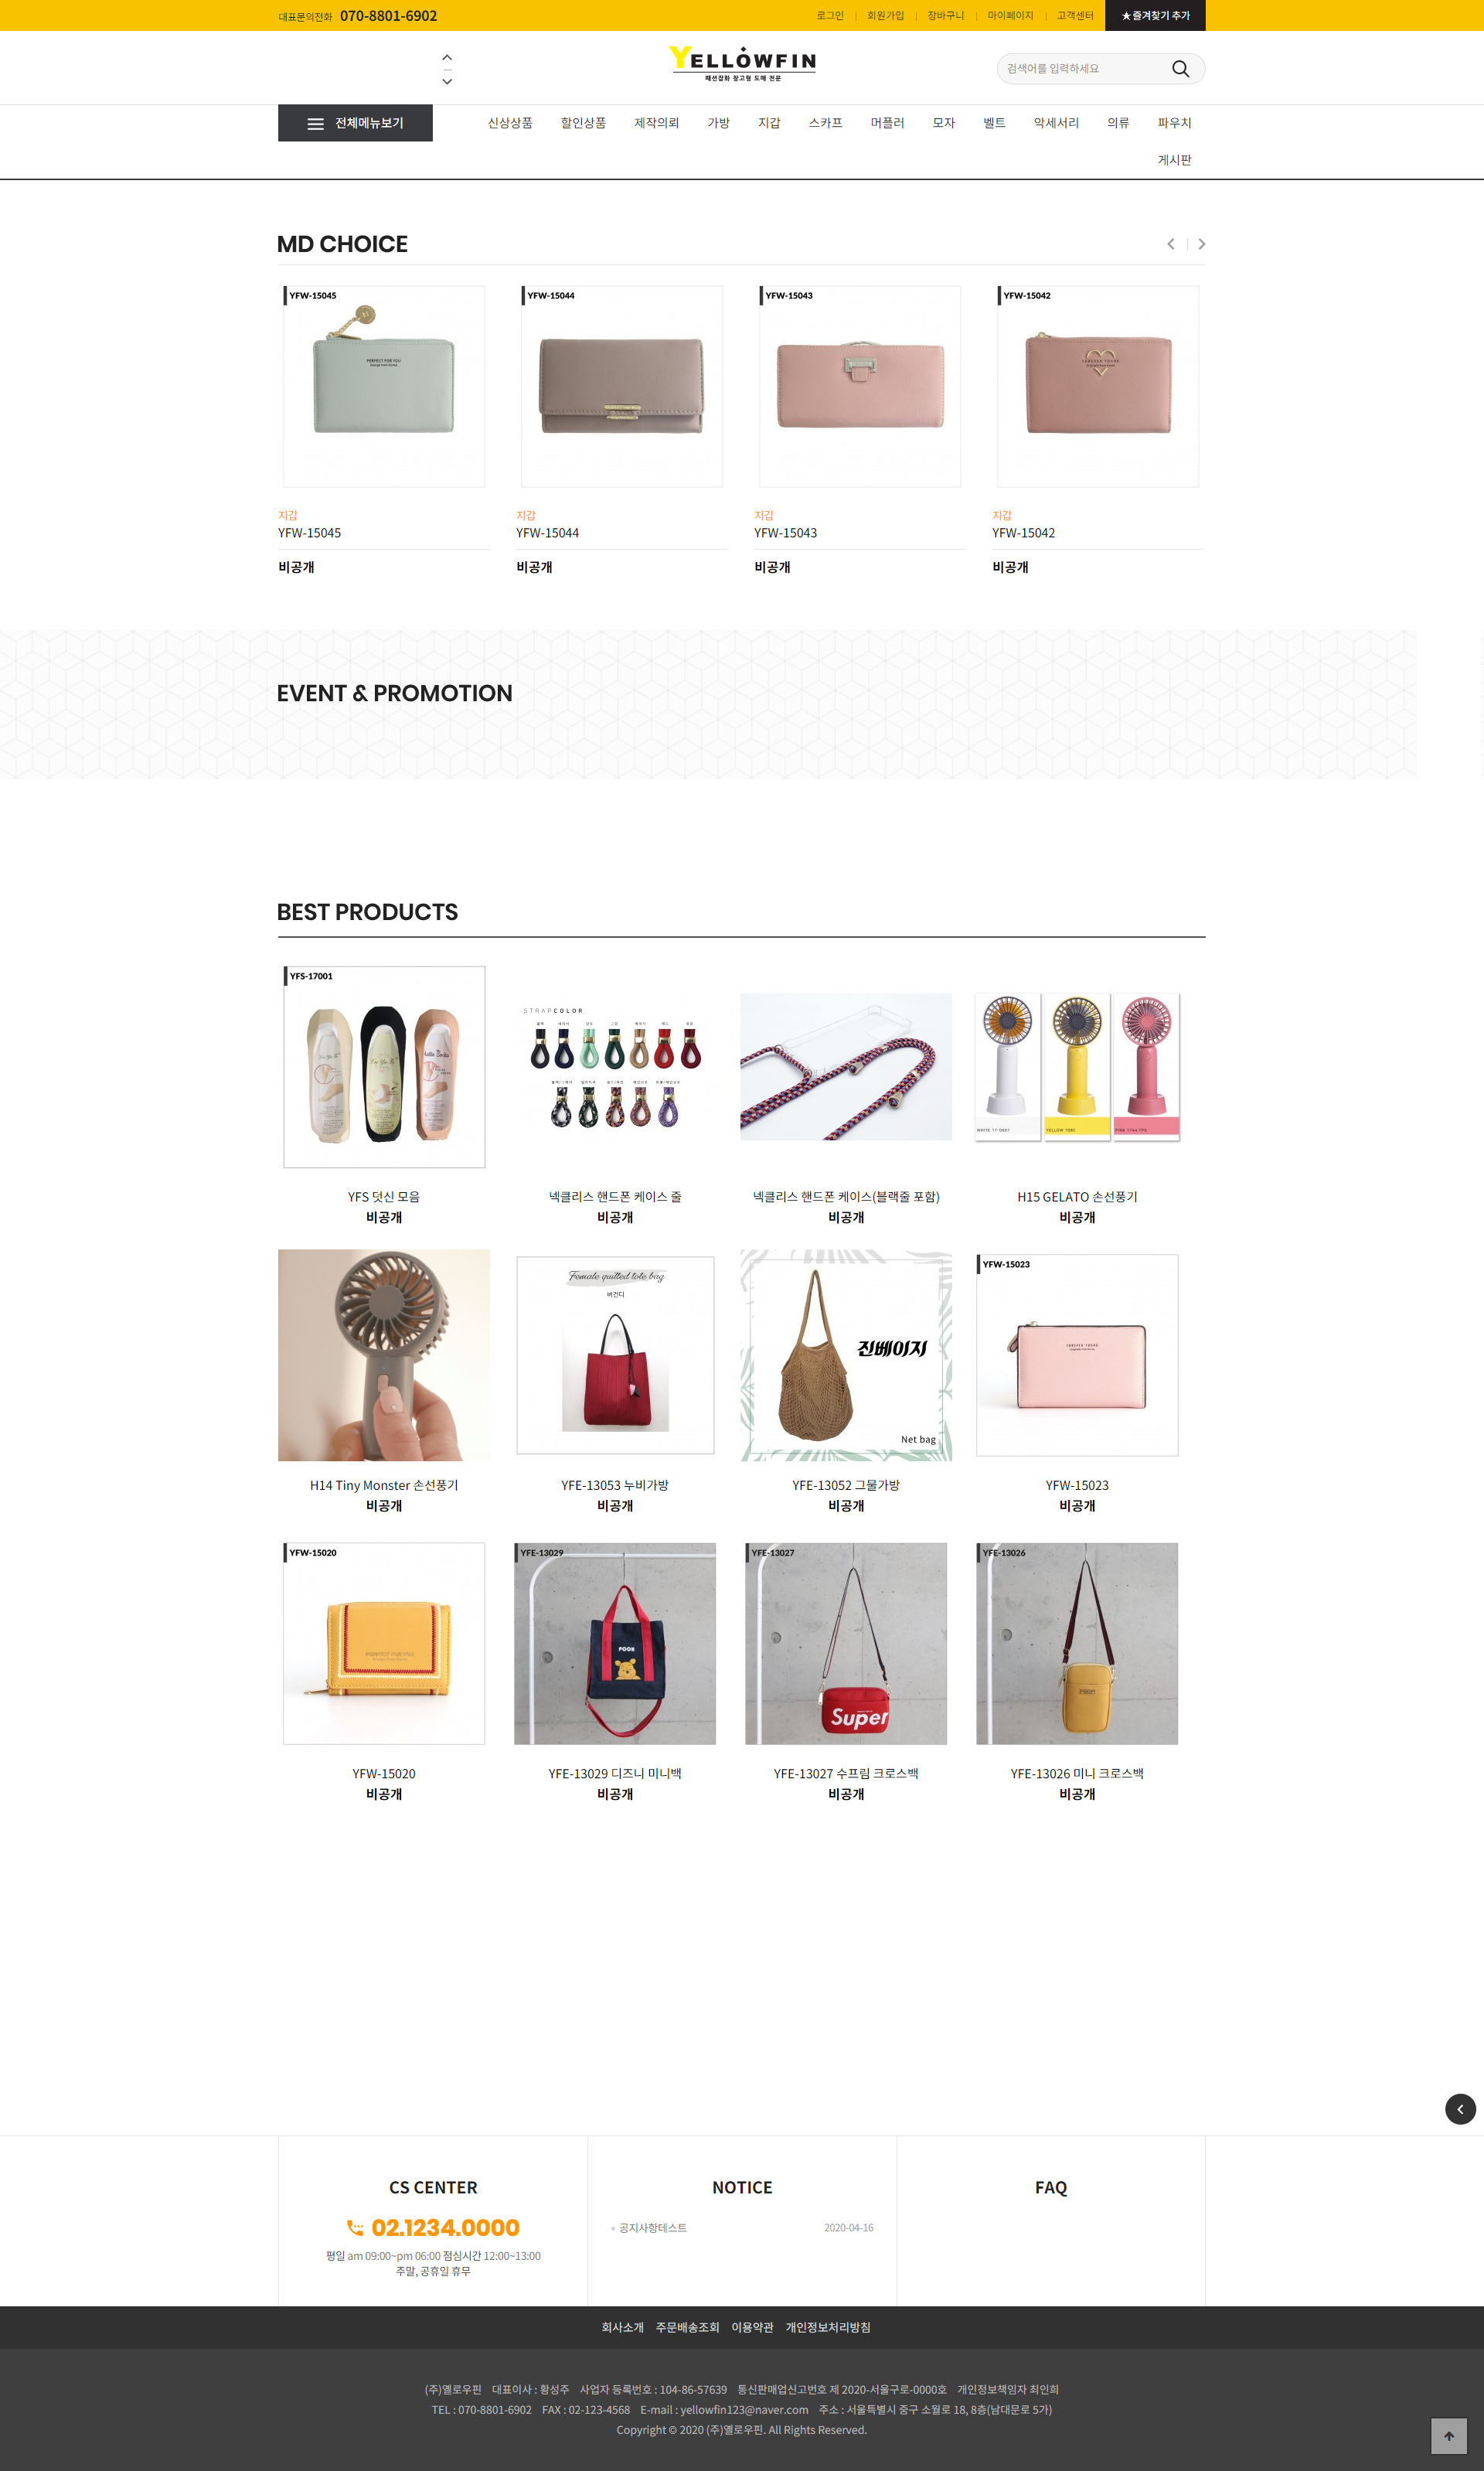 대표문의전화 070-8801-6902
로그인 | 회원가입 | 장바구니 | 마이페이지 | 고객센터 ★즐겨찾기 추가
YELLOWFIN
패션잡화 창고형 도매 전문
검색어를 입력하세요
전체메뉴보기 신상상품 할인상품 제작의뢰 가방 지갑 스카프 머플러 모자 벨트 악세서리 의류 파우치
게시판
MD CHOICE
YFW-15045 YFW-15044 YFW-15043 YFW-15042
PERFECT FOR YOU
FOREVER YOUNG
지갑 지갑 지갑 지갑
YFW-15045 YFW-15044 YFW-15043 YFW-15042
비공개 비공개 비공개 비공개
EVENT & PROMOTION
BEST PRODUCTS
YFS-17001
STRAPCOLOR
YFS 덧신 모음 넥클리스 핸드폰 케이스 줄 넥클리스 핸드폰 케이스(블랙줄 포함) H15 GELATO 손선풍기
비공개 비공개 비공개 비공개
Female quilted tote bag
버건디
진베이지
Net bag
YFW-15023
FOREVER YOUNG
H14 Tiny Monster 손선풍기 YFE-13053 누비가방 YFE-13052 그물가방 YFW-15023
비공개 비공개 비공개 비공개
YFW-15020 YFE-13029 YFE-13027 YFE-13026
POOH
Super
YFW-15020 YFE-13029 디즈니 미니백 YFE-13027 수프림 크로스백 YFE-13026 미니 크로스백
비공개 비공개 비공개 비공개
CS CENTER
02.1234.0000
평일 am 09:00~pm 06:00 점심시간 12:00~13:00
주말, 공휴일 휴무
NOTICE
공지사항테스트 2020-04-16
FAQ
회사소개 주문배송조회 이용약관 개인정보처리방침
(주)옐로우핀 대표이사 : 황성주 사업자 등록번호 : 104-86-57639 통신판매업신고번호 제 2020-서울구로-0000호 개인정보책임자 최인희
TEL : 070-8801-6902 FAX : 02-123-4568 E-mail : yellowfin123@naver.com 주소 : 서울특별시 중구 소월로 18, 8층(남대문로 5가)
Copyright © 2020 (주)옐로우핀. All Rights Reserved.